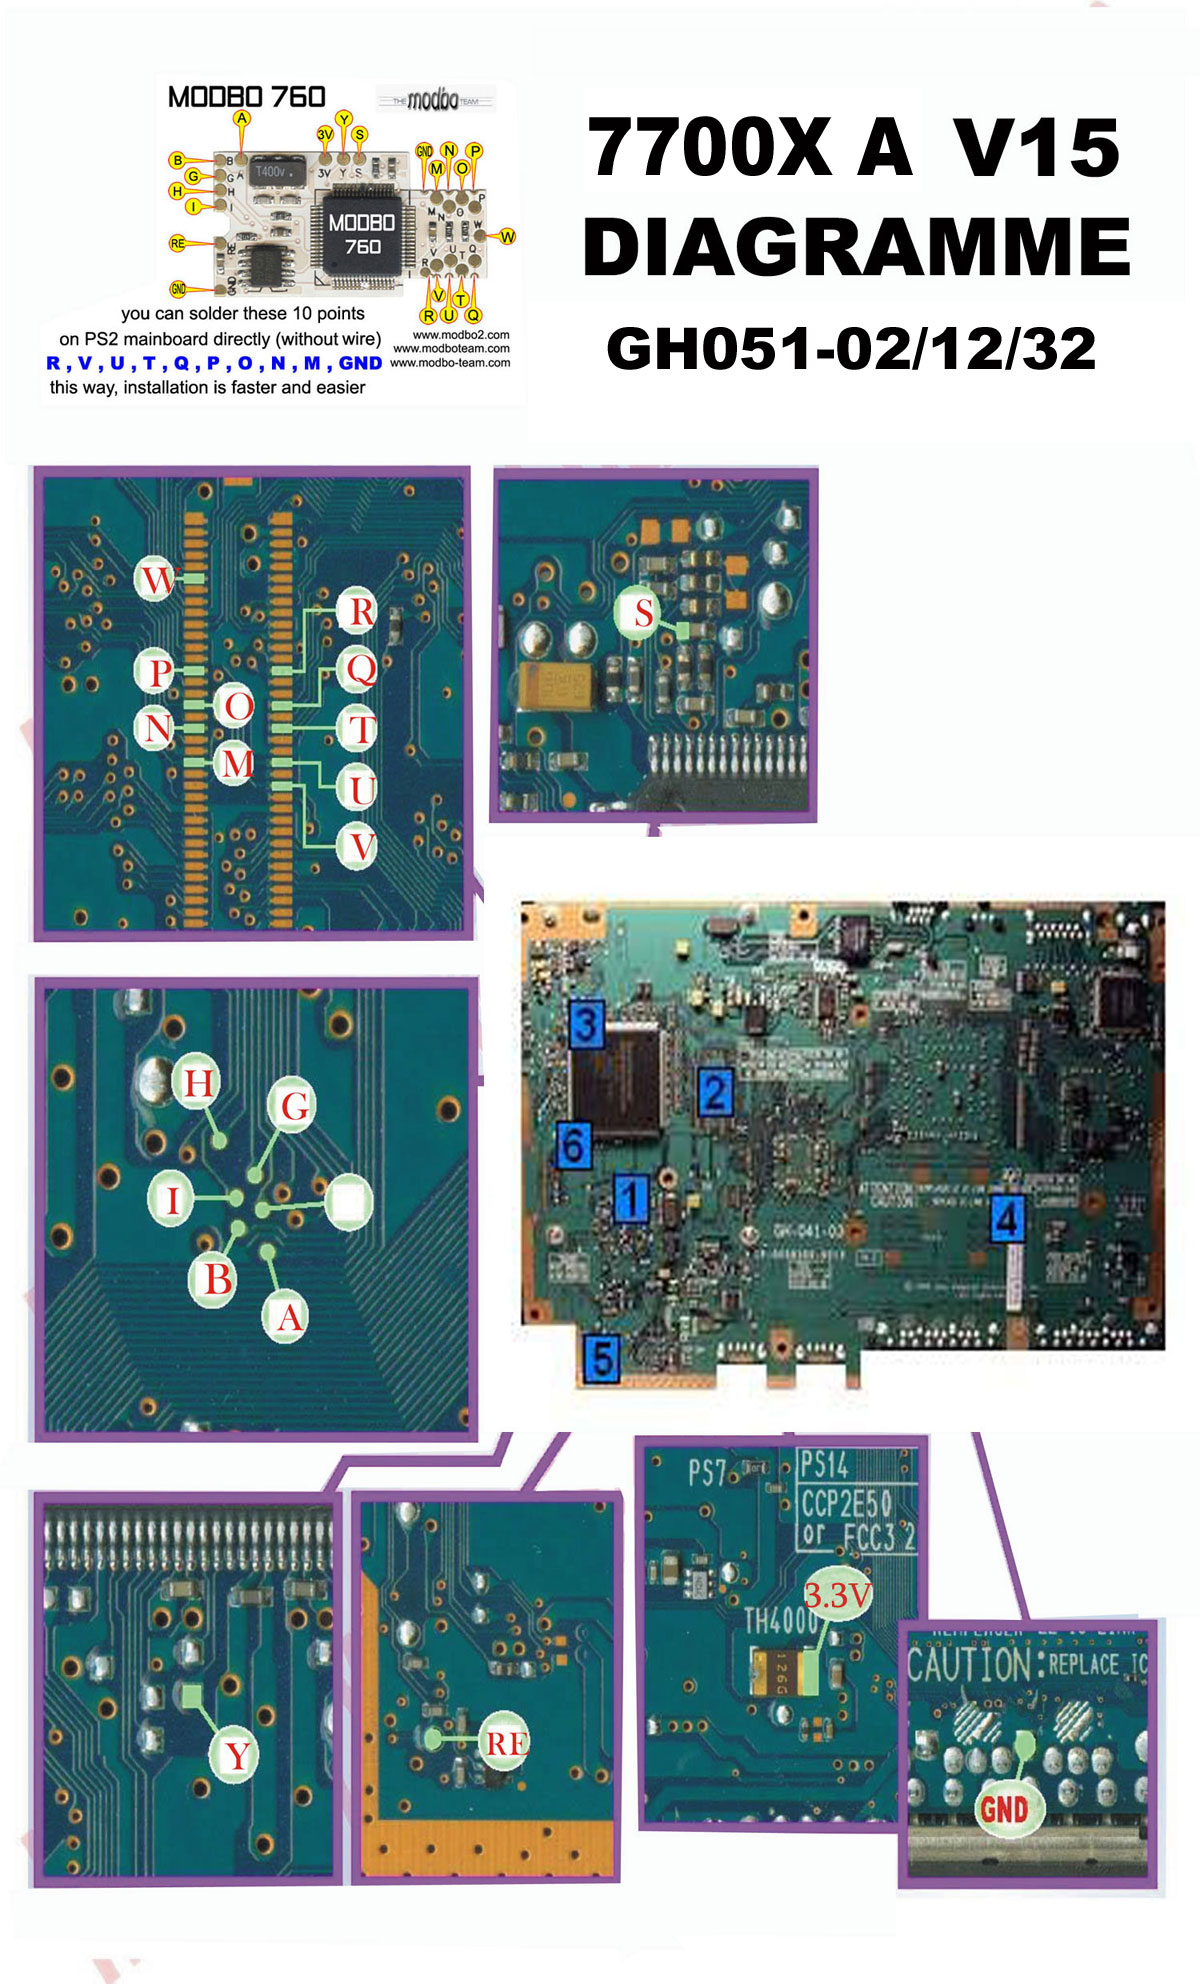 MODBO 760
THE modbo TEAM
7700X A V15
DIAGRAMME
GH051-02/12/32
A
3V
Y
S
GND
M
N
O
P
B
G
H
I
RE
GND
W
R
V
U
T
Q
B
G
H
I
RE
GND
A
T400v
3V Y S
MODBO
760
M
N
O
P
W
R
V
U
T
Q
you can solder these 10 points
on PS2 mainboard directly (without wire)
R , V , U , T , Q , P , O , N , M , GND
this way, installation is faster and easier
www.modbo2.com
www.modboteam.com
www.modbo-team.com
W
R
P
Q
O
N
T
M
U
V
S
H
G
I
B
A
3
2
6
1
4
5
ATTENTION
CAUTION:
GH-041-0
Y
RE
PS7
PS14
CCP2E50
or FCC3 2
3.3V
TH4000
126G
CAUTION: REPLACE IC
GND